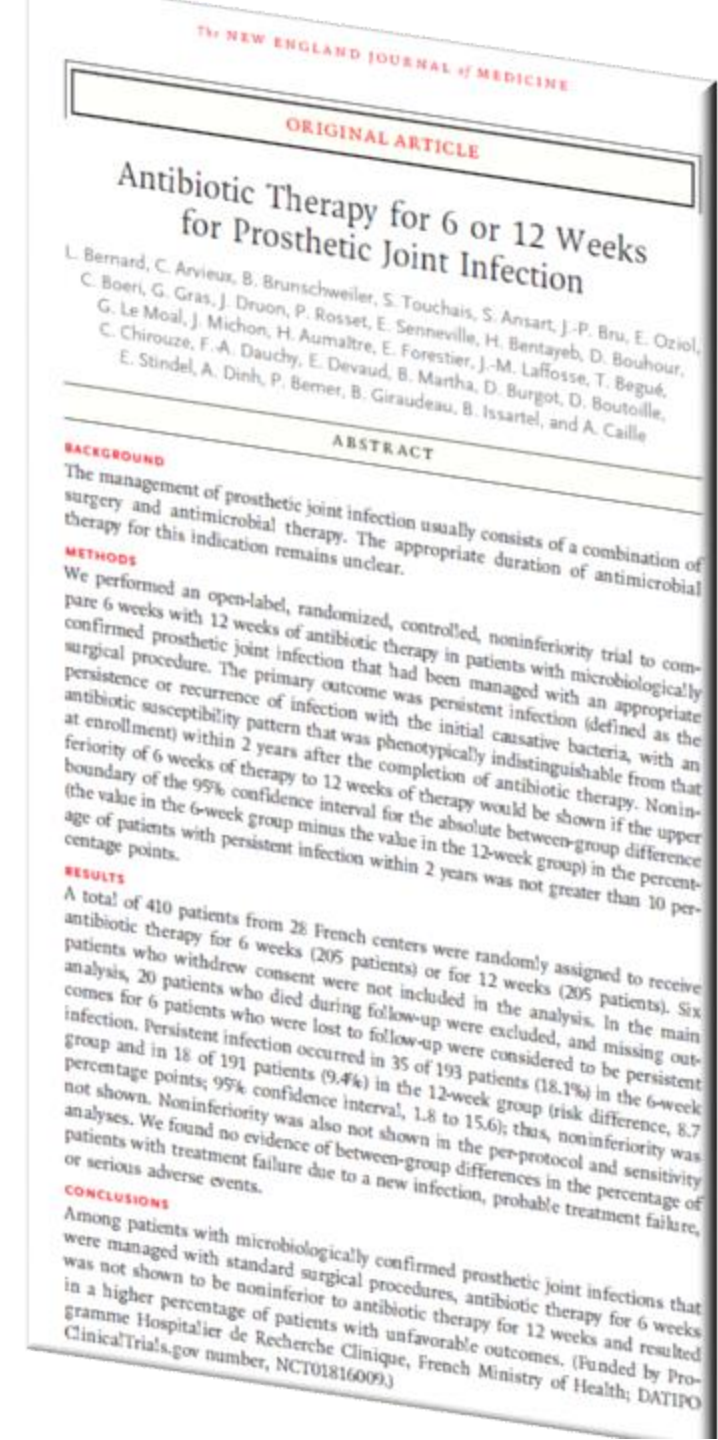 The NEW ENGLAND JOURNAL of MEDICINE
ORIGINAL ARTICLE
Antibiotic Therapy for 6 or 12 Weeks
for Prosthetic Joint Infection
L. Bernard, C. Arvieux, B. Brunschweiler, S. Touchais, S. Ansart, J.-P. Bru, E. Oziol,
C. Boeri, G. Gras, J. Druon, P. Rosset, E. Senneville, H. Bentayeb, D. Bouhour,
G. Le Moal, J. Michon, H. Aumaître, E. Forestier, J.-M. Laffosse, T. Begué,
C. Chirouze, F.-A. Dauchy, E. Devaud, B. Martha, D. Burgot, D. Boutoille,
E. Stindel, A. Dinh, P. Bemer, B. Giraudeau, B. Issartel, and A. Caille
ABSTRACT
BACKGROUND
The management of prosthetic joint infection usually consists of a combination of
surgery and antimicrobial therapy. The appropriate duration of antimicrobial
therapy for this indication remains unclear.
METHODS
We performed an open-label, randomized, controlled, noninferiority trial to com-
pare 6 weeks with 12 weeks of antibiotic therapy in patients with microbiologically
confirmed prosthetic joint infection that had been managed with an appropriate
surgical procedure. The primary outcome was persistent infection (defined as the
persistence or recurrence of infection with the initial causative bacteria, with an
antibiotic susceptibility pattern that was phenotypically indistinguishable from that
at enrollment) within 2 years after the completion of antibiotic therapy. Nonin-
feriority of 6 weeks of therapy to 12 weeks of therapy would be shown if the upper
boundary of the 95% confidence interval for the absolute between-group difference
(the value in the 6-week group minus the value in the 12-week group) in the percent-
age of patients with persistent infection within 2 years was not greater than 10 per-
centage points.
RESULTS
A total of 410 patients from 28 French centers were randomly assigned to receive
antibiotic therapy for 6 weeks (205 patients) or for 12 weeks (205 patients). Six
patients who withdrew consent were not included in the analysis. In the main
analysis, 20 patients who died during follow-up were excluded, and missing out-
comes for 6 patients who were lost to follow-up were considered to be persistent
infection. Persistent infection occurred in 35 of 193 patients (18.1%) in the 6-week
group and in 18 of 191 patients (9.4%) in the 12-week group (risk difference, 8.7
percentage points; 95% confidence interval, 1.8 to 15.6); thus, noninferiority was
not shown. Noninferiority was also not shown in the per-protocol and sensitivity
analyses. We found no evidence of between-group differences in the percentage of
patients with treatment failure due to a new infection, probable treatment failure,
or serious adverse events.
CONCLUSIONS
Among patients with microbiologically confirmed prosthetic joint infections that
were managed with standard surgical procedures, antibiotic therapy for 6 weeks
was not shown to be noninferior to antibiotic therapy for 12 weeks and resulted
in a higher percentage of patients with unfavorable outcomes. (Funded by Pro-
gramme Hospitalier de Recherche Clinique, French Ministry of Health; DATIPO
ClinicalTrials.gov number, NCT01816009.)